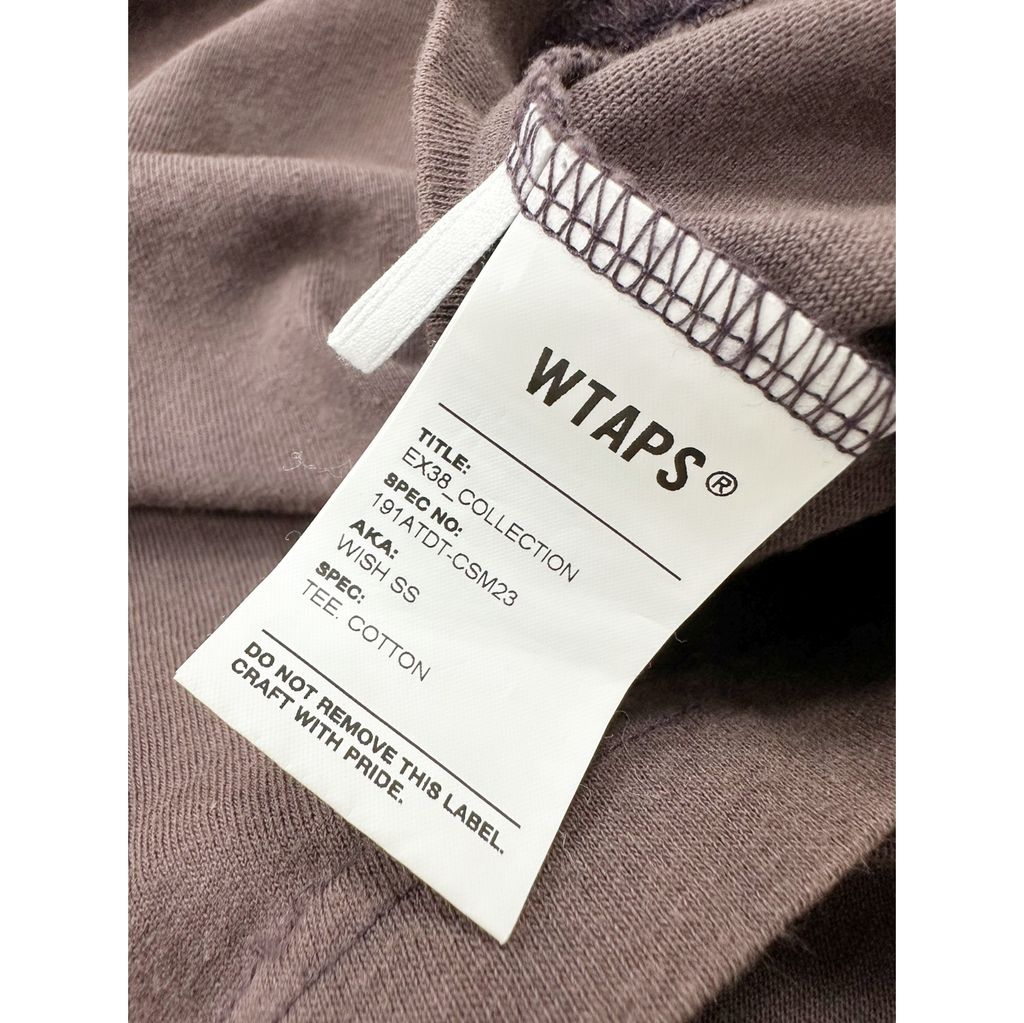 WTAPS®
TITLE:
EX38_COLLECTION
SPEC NO:
191ATDT-CSM23
AKA:
WISH SS
SPEC:
TEE. COTTON
DO NOT REMOVE THIS LABEL.
CRAFT WITH PRIDE.